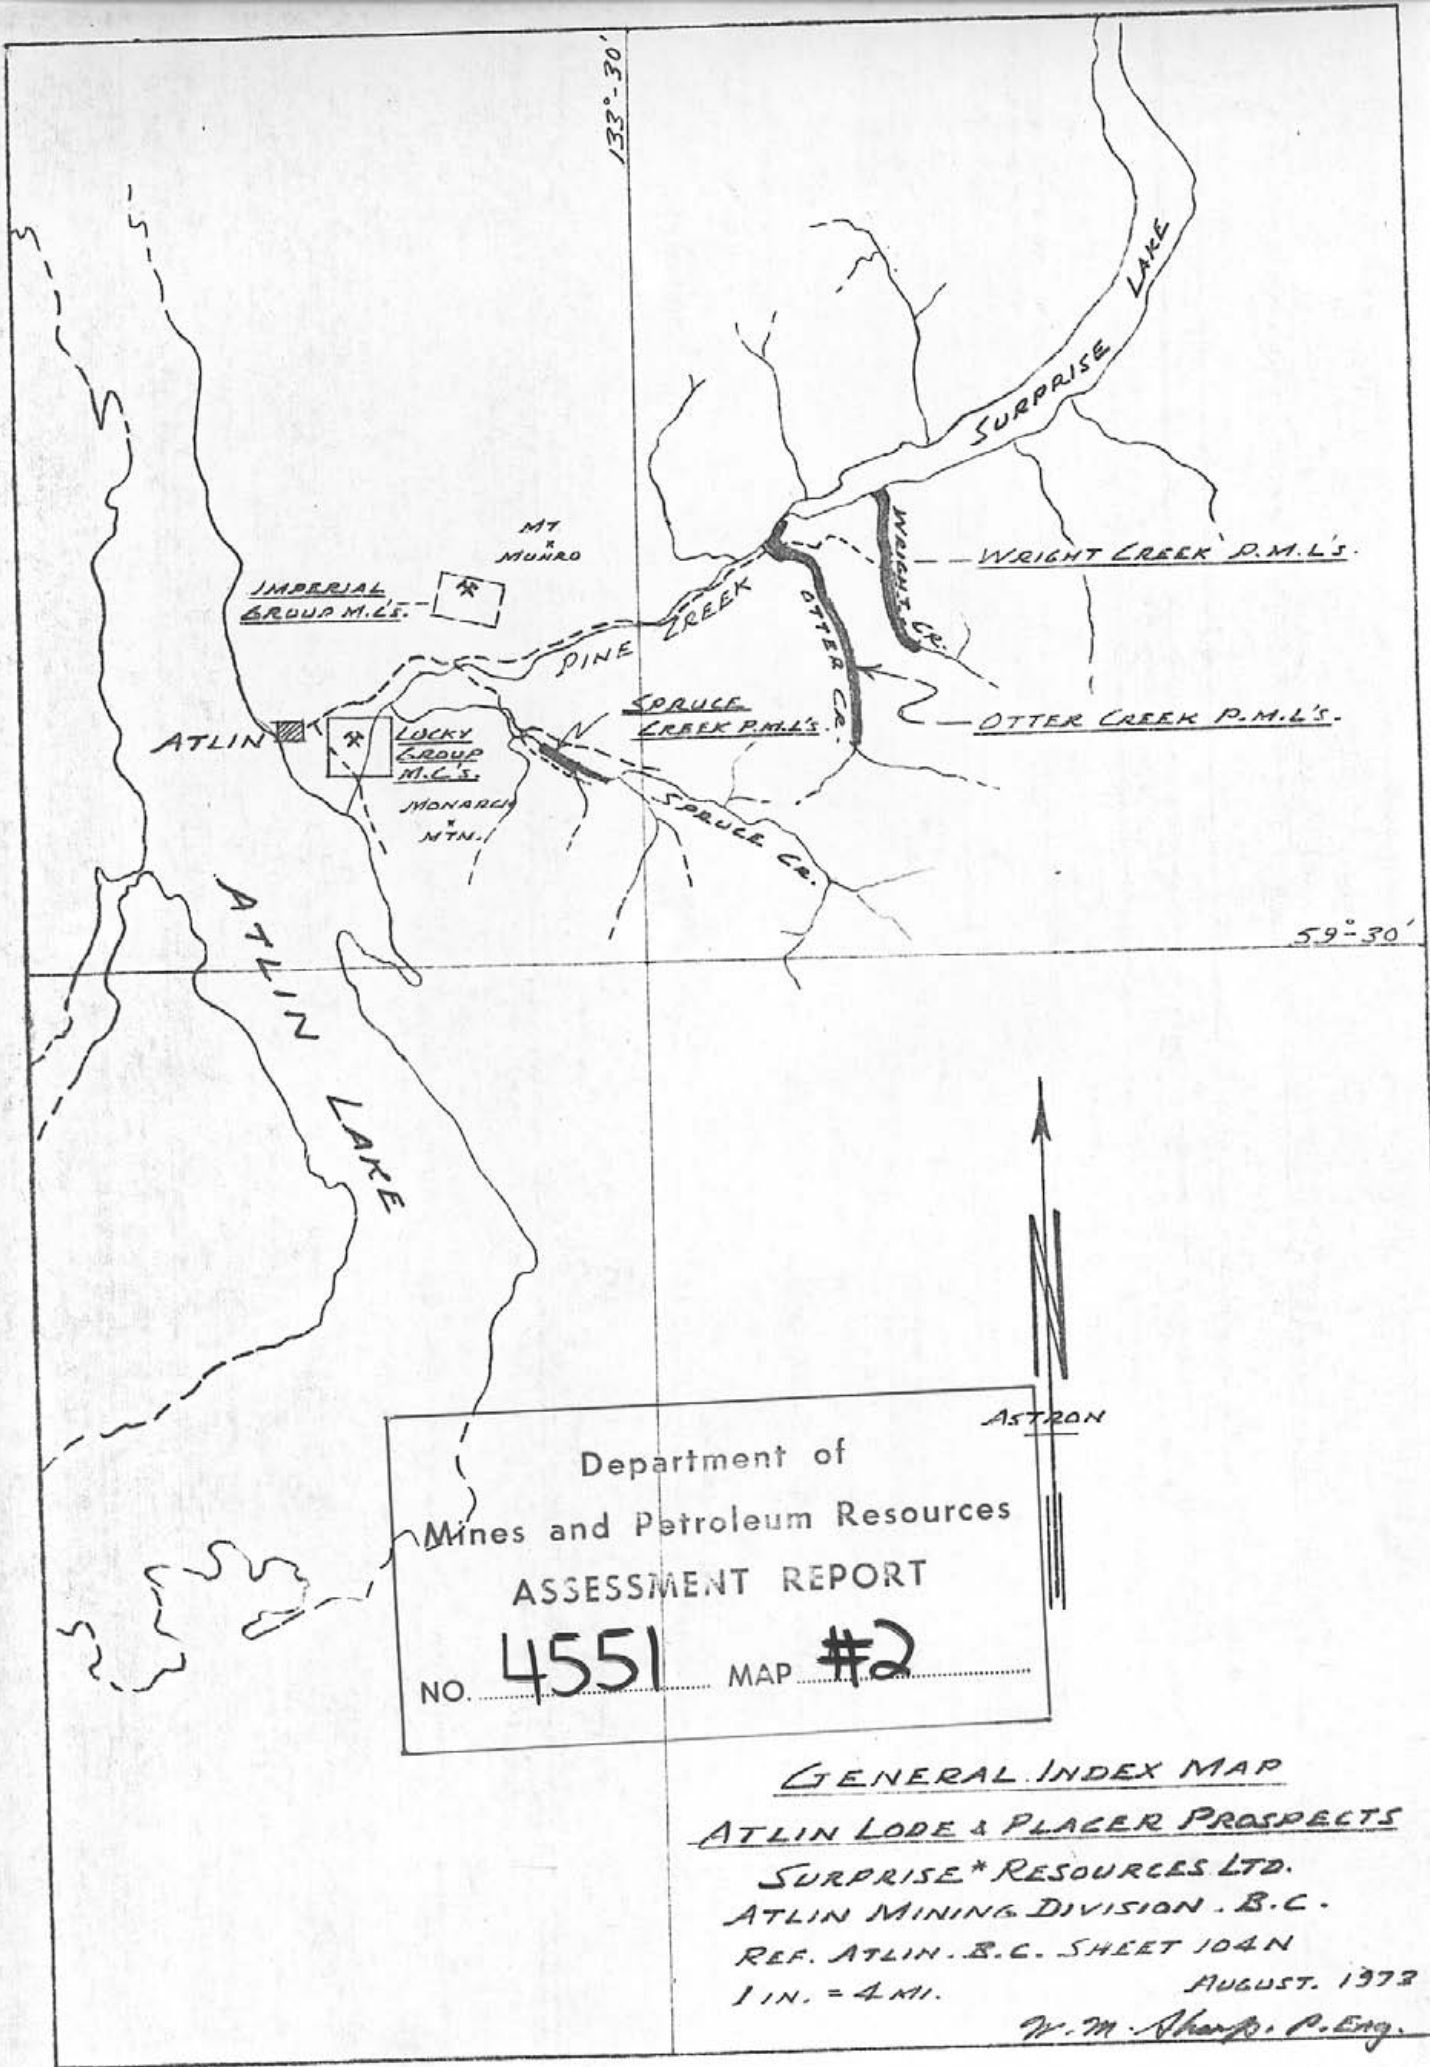 133°-30'
SURPRISE LAKE
MT
x
MUNRO
IMPERIAL
GROUP M.C's.
WRIGHT CR.
WRIGHT CREEK P.M.L's.
PINE CREEK
OTTER CR.
SPRUCE
CREEK P.M.L's.
OTTER CREEK P.M.L's.
ATLIN
LUCKY
GROUP
M.C's.
MONARCH
x
MTN.
SPRUCE CR.
59°-30'
ATLIN LAKE
N
ASTRON
Department of
Mines and Petroleum Resources
ASSESSMENT REPORT
NO. 4551 MAP #2
GENERAL INDEX MAP
ATLIN LODE & PLACER PROSPECTS
SURPRISE* RESOURCES LTD.
ATLIN MINING DIVISION. B.C.
REF. ATLIN. B.C. SHEET 104N
1 IN. = 4 MI. AUGUST. 1973
W. M. Sharp. P. Eng.